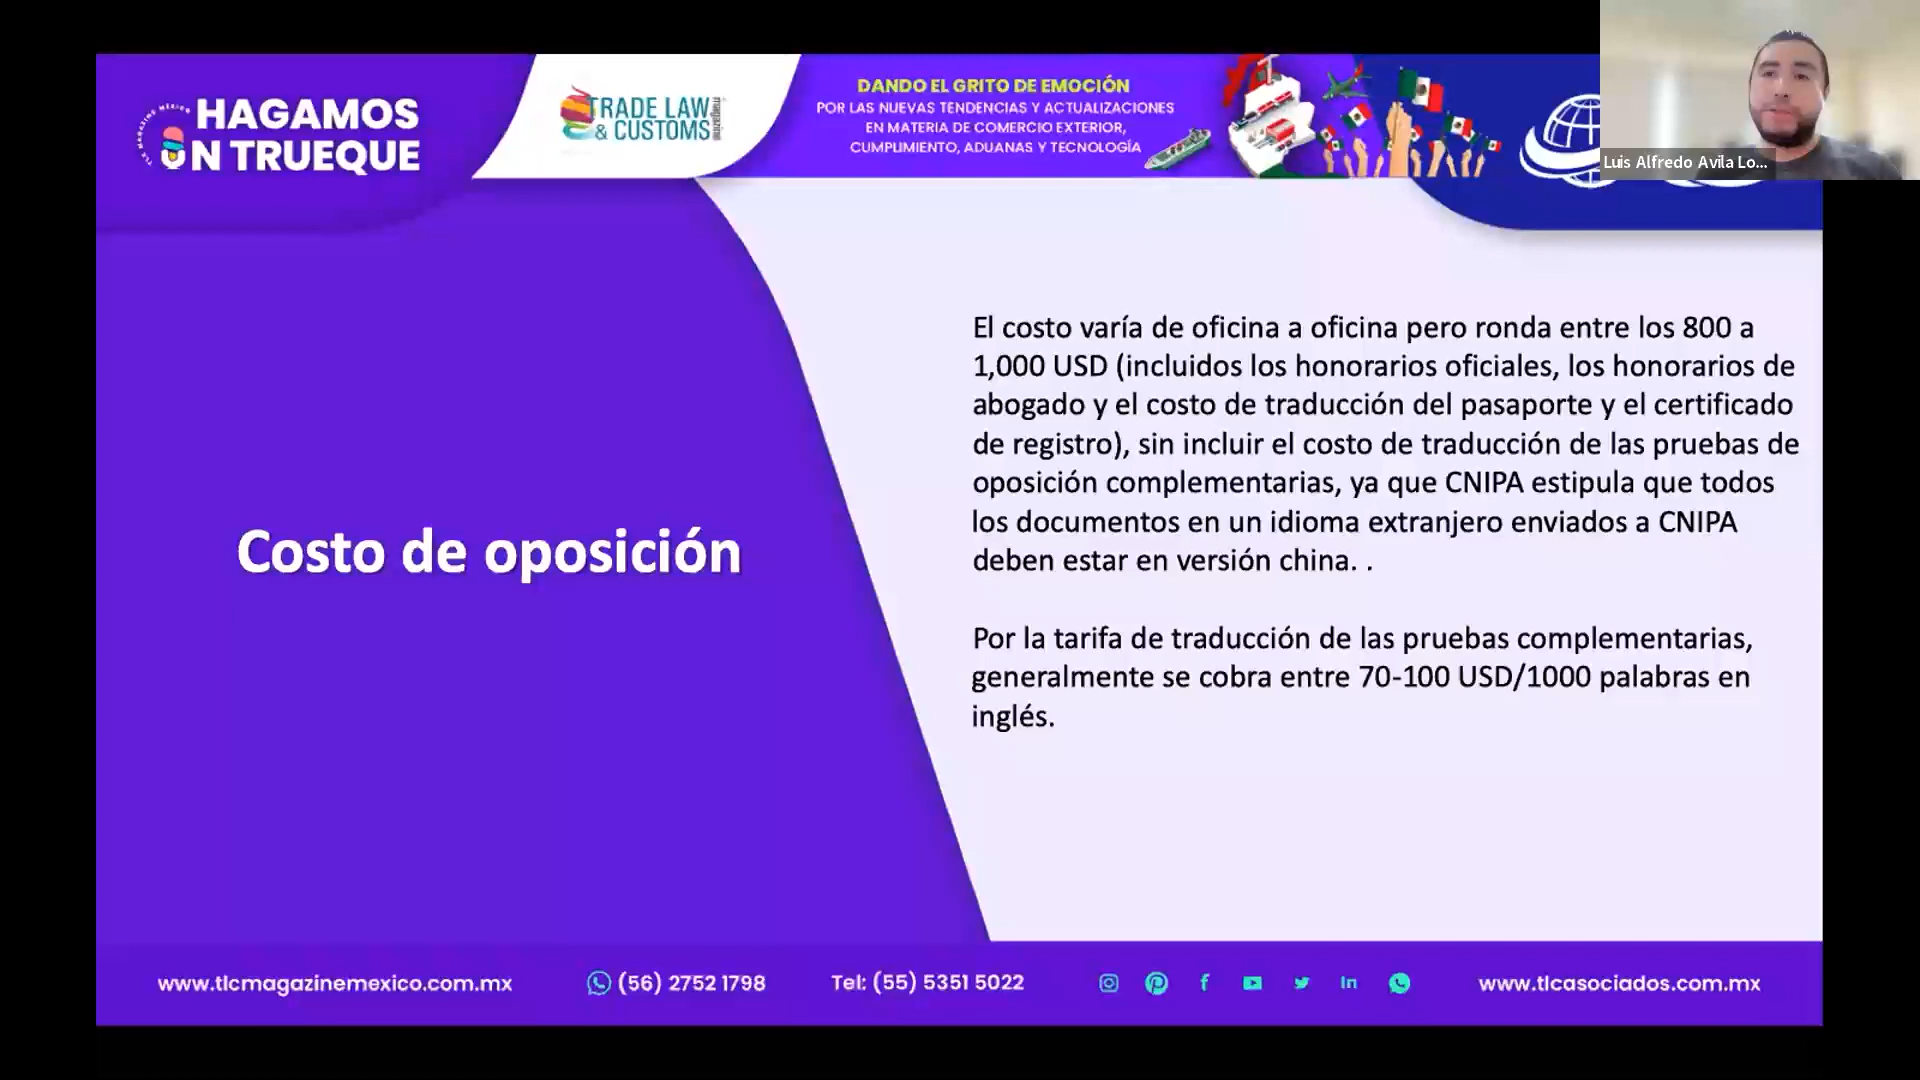 TLC MAGAZINE MÉXICO
HAGAMOS
UN TRUEQUE
TRADE LAW
& CUSTOMS
magazine
DANDO EL GRITO DE EMOCIÓN
POR LAS NUEVAS TENDENCIAS Y ACTUALIZACIONES
EN MATERIA DE COMERCIO EXTERIOR,
CUMPLIMIENTO, ADUANAS Y TECNOLOGÍA
Luis Alfredo Avila Lo...
Costo de oposición
El costo varía de oficina a oficina pero ronda entre los 800 a
1,000 USD (incluidos los honorarios oficiales, los honorarios de
abogado y el costo de traducción del pasaporte y el certificado
de registro), sin incluir el costo de traducción de las pruebas de
oposición complementarias, ya que CNIPA estipula que todos
los documentos en un idioma extranjero enviados a CNIPA
deben estar en versión china. .
Por la tarifa de traducción de las pruebas complementarias,
generalmente se cobra entre 70-100 USD/1000 palabras en
inglés.
www.tlcmagazinemexico.com.mx
(56) 2752 1798
Tel: (55) 5351 5022
www.tlcasociados.com.mx